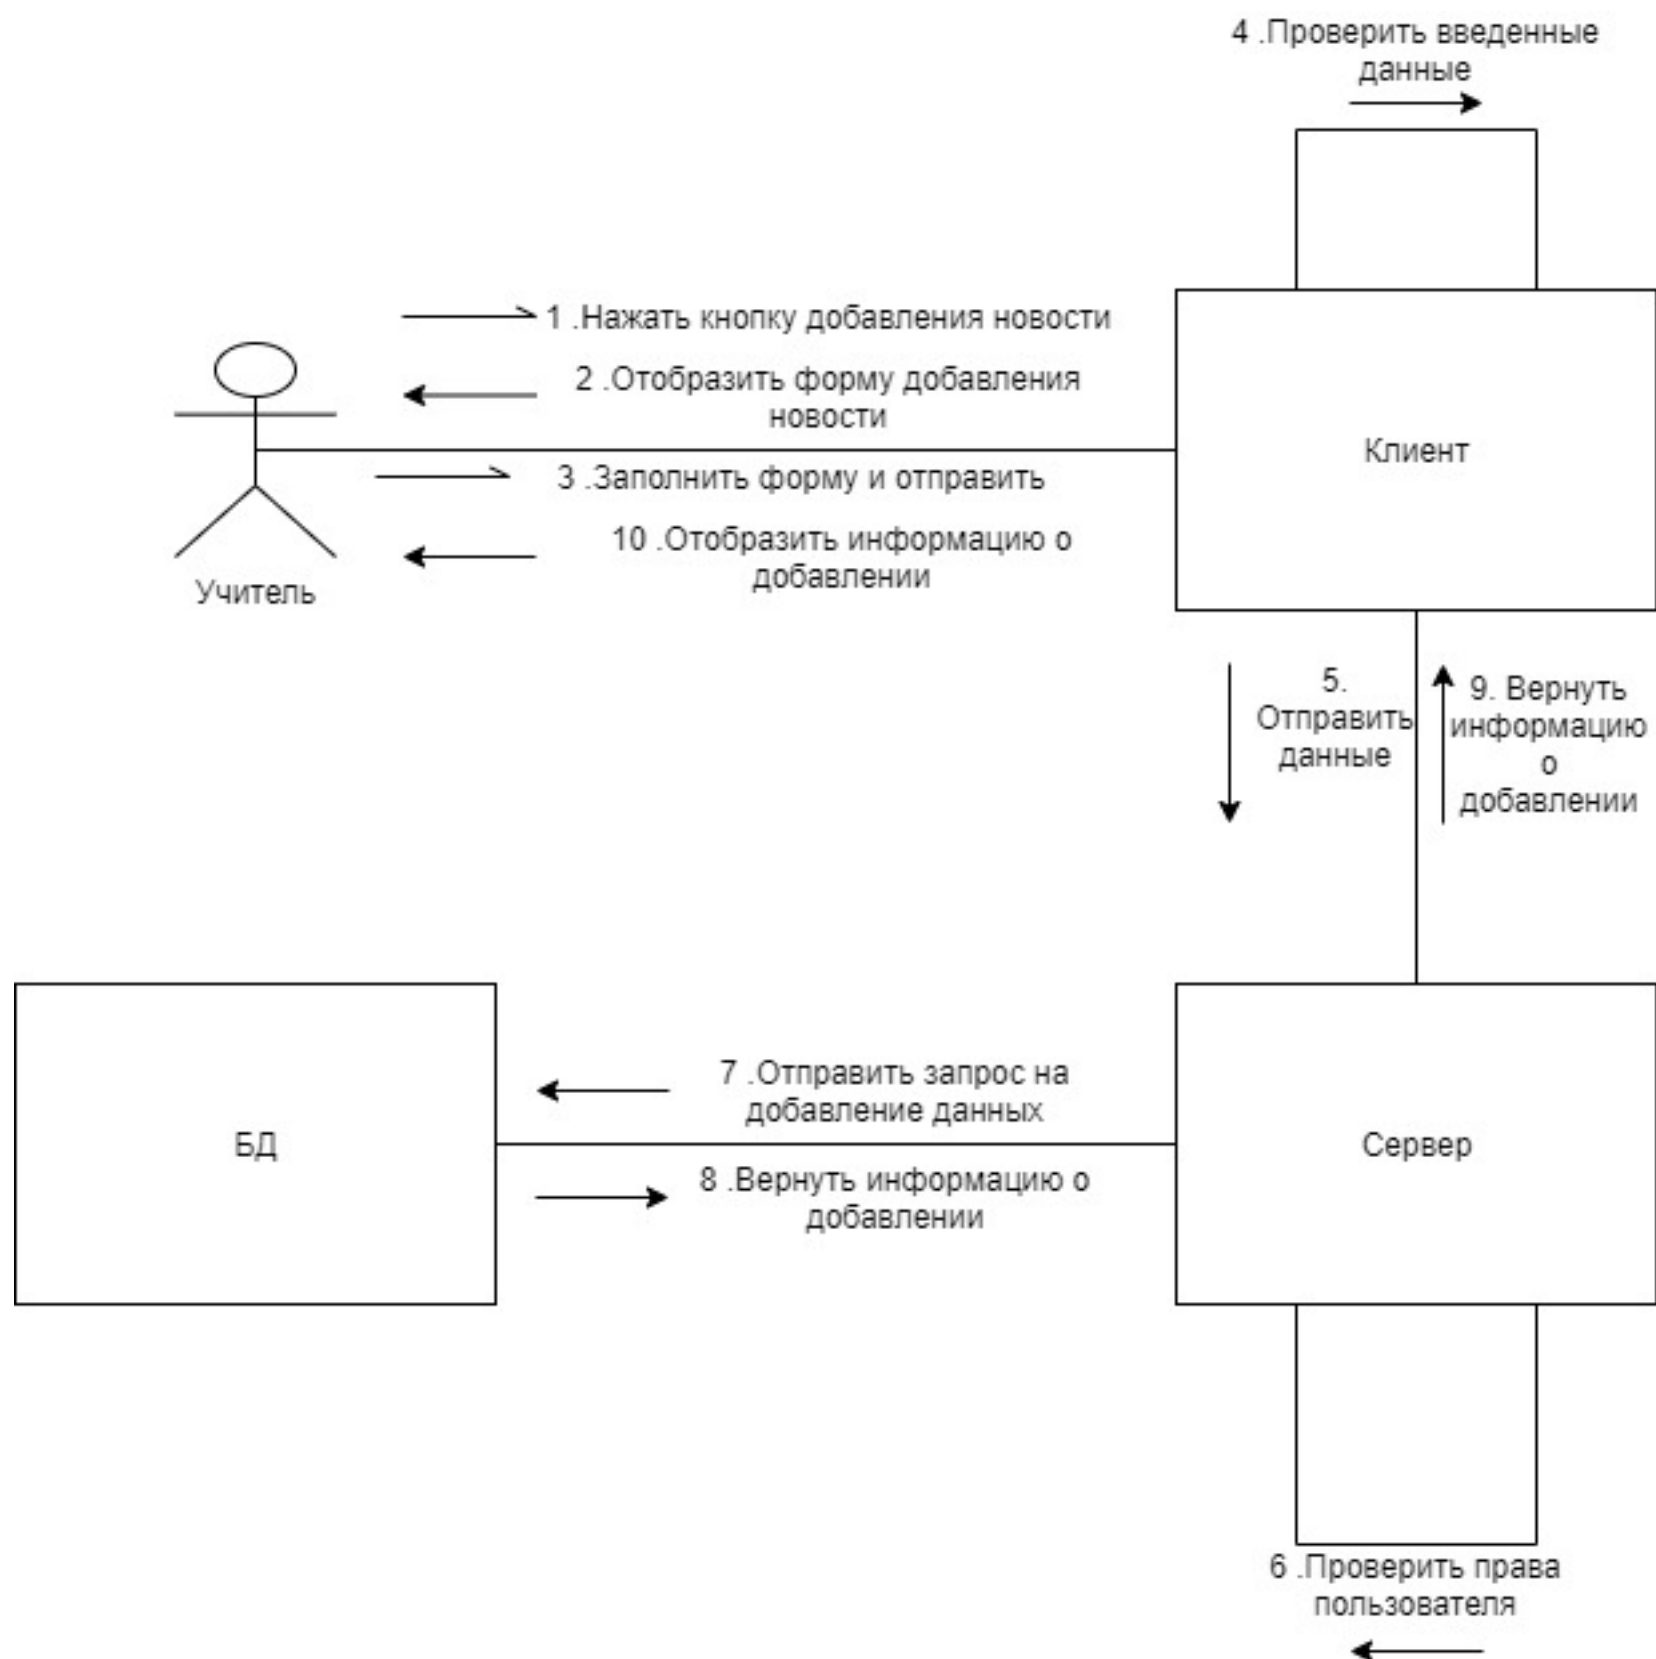 4 .Проверить введенные
данные
1 .Нажать кнопку добавления новости
2 .Отобразить форму добавления
новости
Клиент
3 .Заполнить форму и отправить
10 .Отобразить информацию о
добавлении
Учитель
5.
Отправить
данные
9. Вернуть
информацию
о
добавлении
7 .Отправить запрос на
добавление данных
БД
Сервер
8 .Вернуть информацию о
добавлении
6 .Проверить права
пользователя